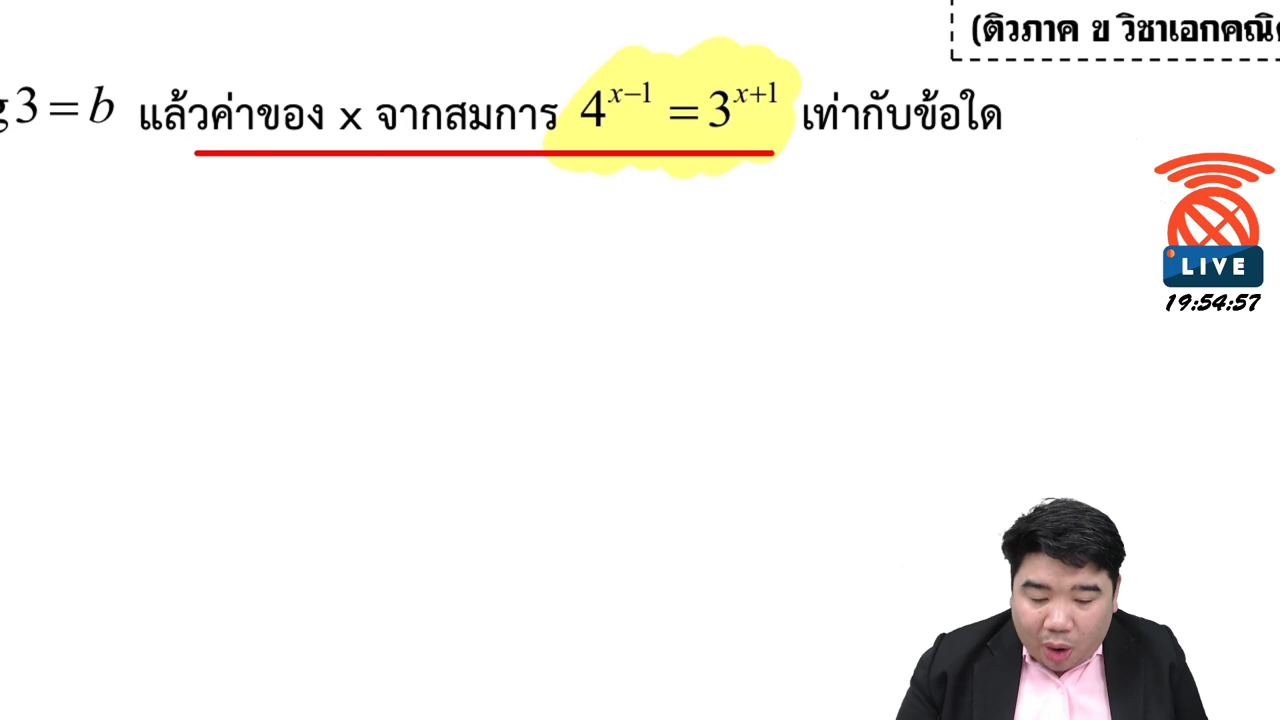 (ติวภาค ข วิชาเอกคณิต
g3 = b แล้วค่าของ x จากสมการ 4^{x-1} = 3^{x+1} เท่ากับข้อใด
LIVE
19:54:57